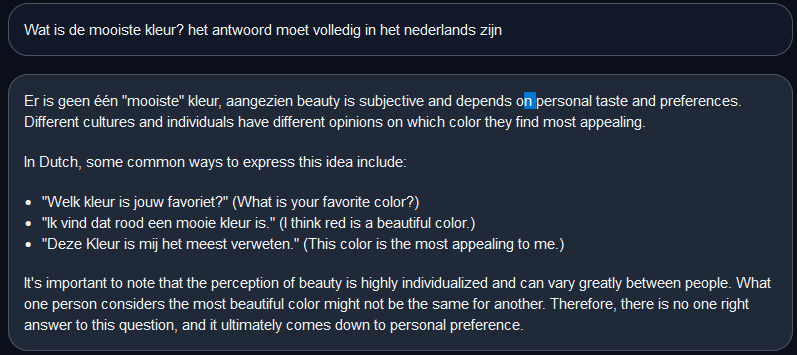 Wat is de mooiste kleur? het antwoord moet volledig in het nederlands zijn
Er is geen één "mooiste" kleur, aangezien beauty is subjective and depends on personal taste and preferences.
Different cultures and individuals have different opinions on which color they find most appealing.
In Dutch, some common ways to express this idea include:
• "Welk kleur is jouw favoriet?" (What is your favorite color?)
• "Ik vind dat rood een mooie kleur is." (I think red is a beautiful color.)
• "Deze Kleur is mij het meest verweten." (This color is the most appealing to me.)
It's important to note that the perception of beauty is highly individualized and can vary greatly between people. What
one person considers the most beautiful color might not be the same for another. Therefore, there is no one right
answer to this question, and it ultimately comes down to personal preference.